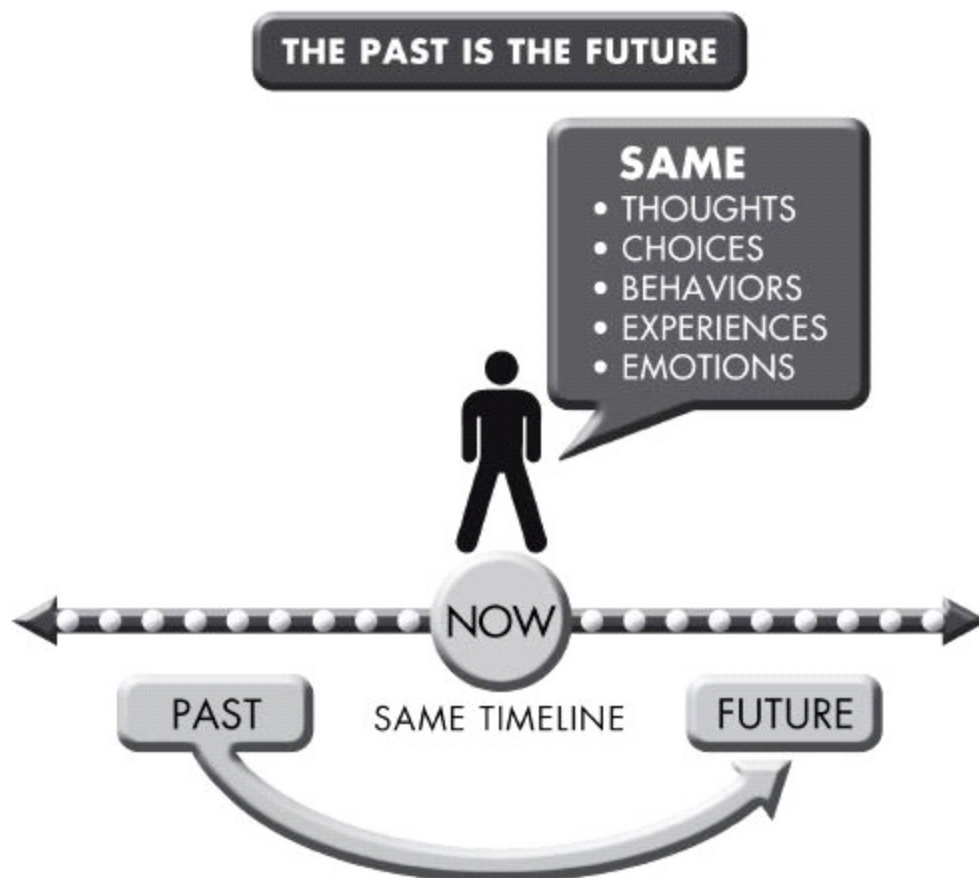 THE PAST IS THE FUTURE
SAME
• THOUGHTS
• CHOICES
• BEHAVIORS
• EXPERIENCES
• EMOTIONS
NOW
PAST
SAME TIMELINE
FUTURE